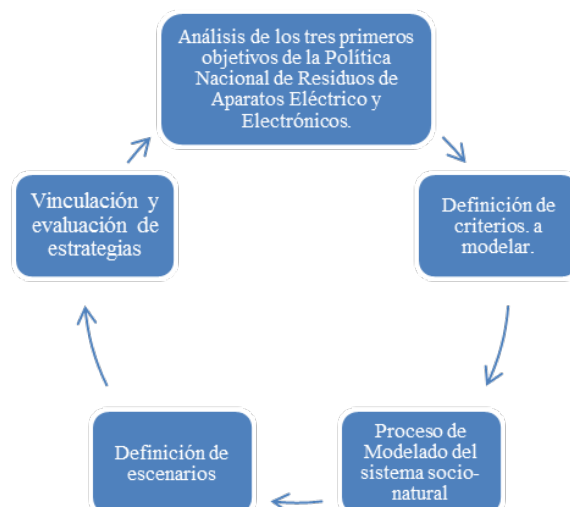 Análisis de los tres primeros
objetivos de la Política
Nacional de Residuos de
Aparatos Eléctrico y
Electrónicos.
Definición de
criterios. a
modelar.
Proceso de
Modelado del
sistema socio-
natural
Definición de
escenarios
Vinculación y
evaluación de
estrategias